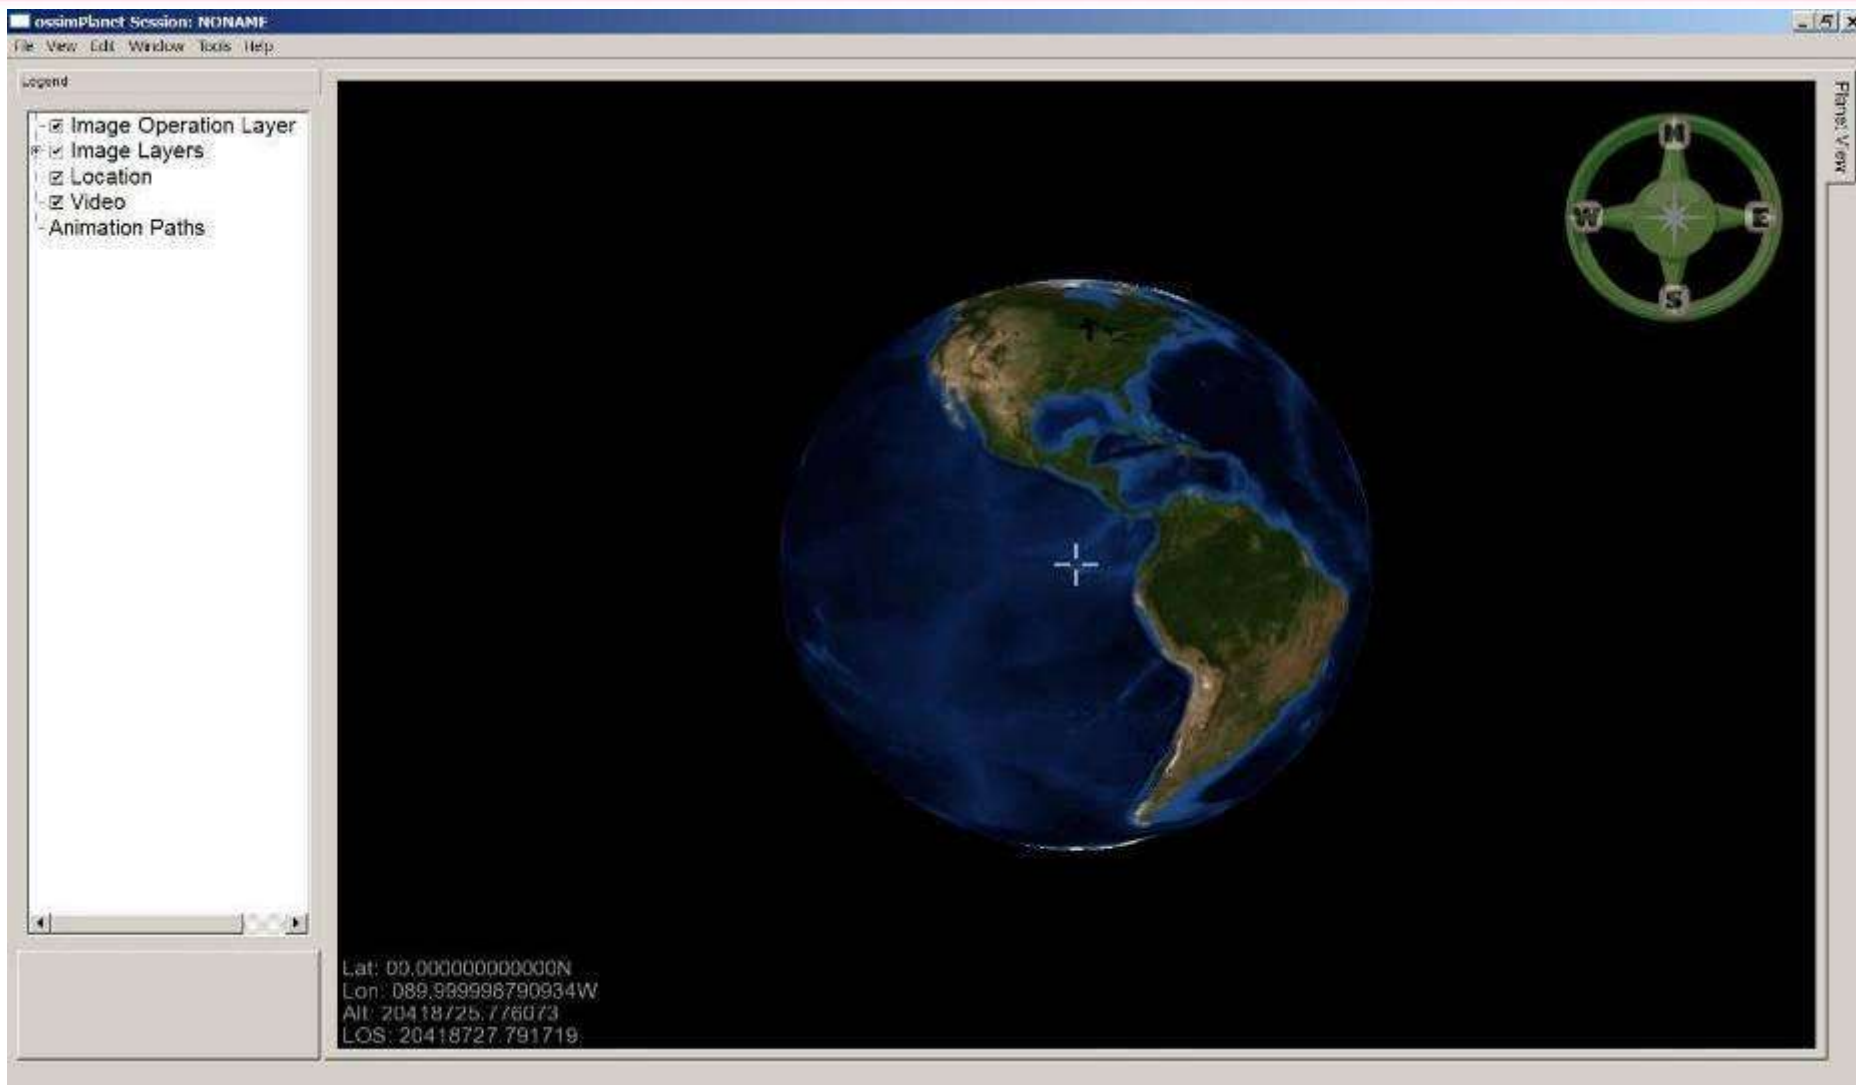 ossimPlanet Session: NONAME
File View Edit Window Tools Help
Legend
Image Operation Layer
Image Layers
Location
Video
Animation Paths
Planet View
N
W
E
S
Lat: 00.000000000000N
Lon: 089.999998790934W
Alt: 20418725.776073
LOS: 20418727.791719